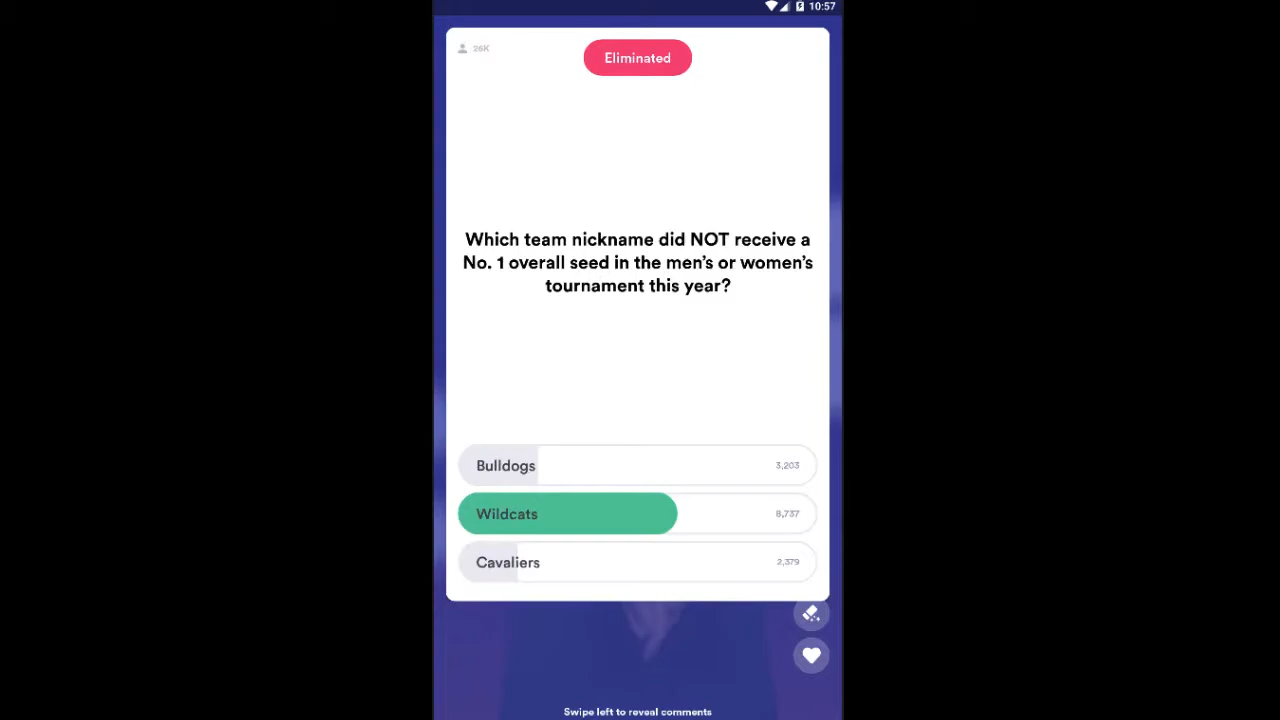 10:57
26K
Eliminated
Which team nickname did NOT receive a
No. 1 overall seed in the men's or women's
tournament this year?
Bulldogs 3,203
Wildcats 8,737
Cavaliers 2,379
Swipe left to reveal comments